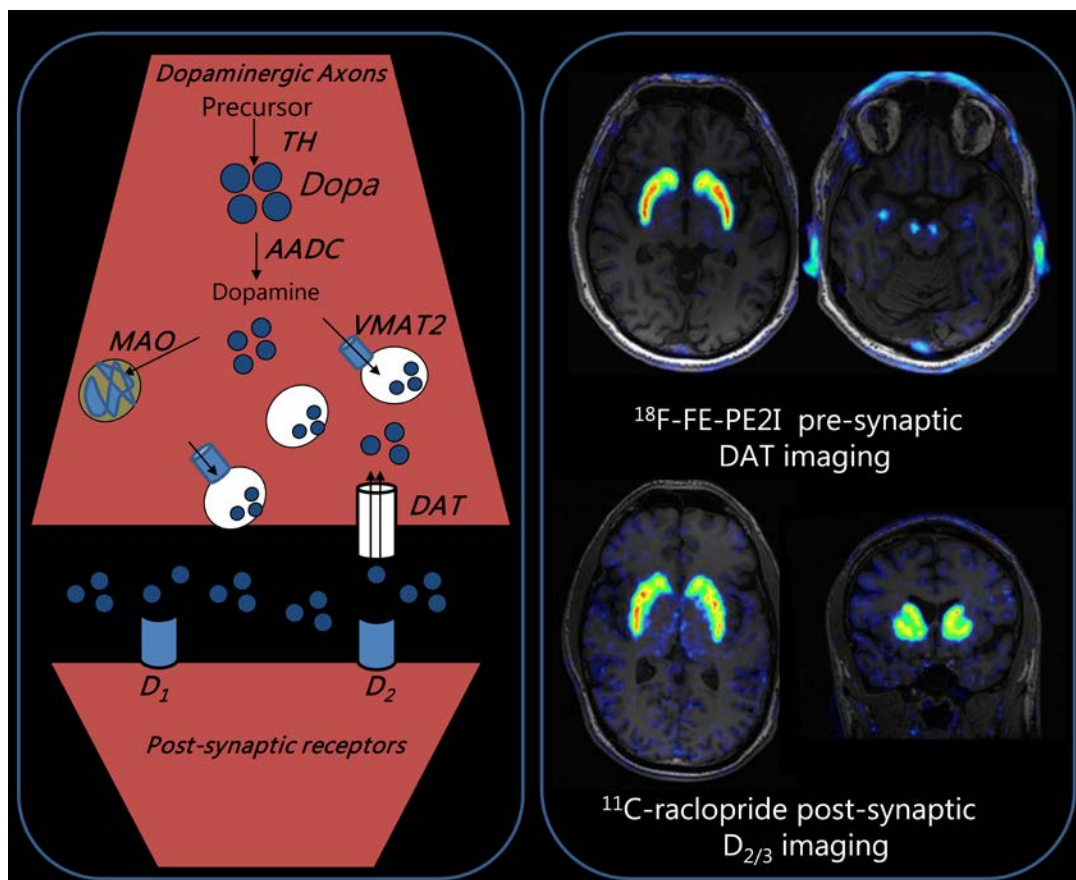 Dopaminergic Axons
Precursor
TH
Dopa
AADC
Dopamine
VMAT2
MAO
DAT
D₁
D₂
Post-synaptic receptors
¹⁸F-FE-PE2I pre-synaptic
DAT imaging
¹¹C-raclopride post-synaptic
D₂/₃ imaging